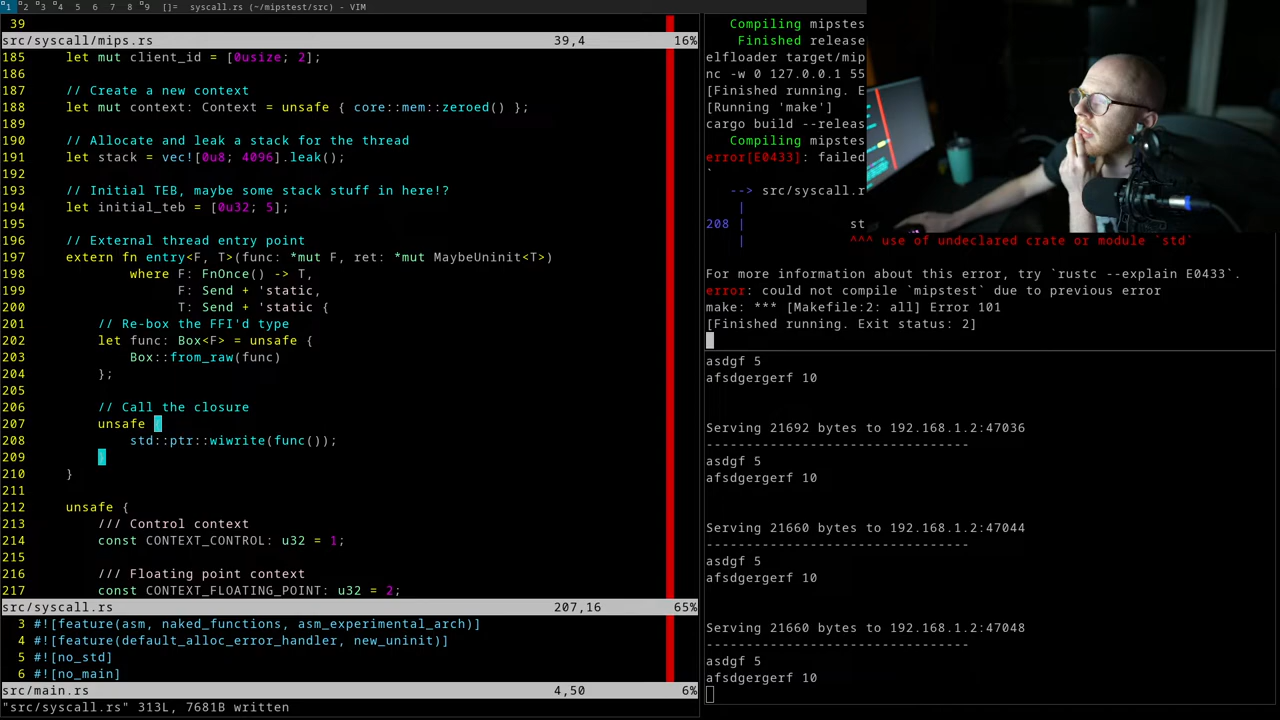 1 2 3 4 5 6 7 8 9 []= syscall.rs (~/mipstest/src) - VIM
39
src/syscall/mips.rs 39,4 16%
185 let mut client_id = [0usize; 2];
186
187 // Create a new context
188 let mut context: Context = unsafe { core::mem::zeroed() };
189
190 // Allocate and leak a stack for the thread
191 let stack = vec![0u8; 4096].leak();
192
193 // Initial TEB, maybe some stack stuff in here!?
194 let initial_teb = [0u32; 5];
195
196 // External thread entry point
197 extern fn entry<F, T>(func: *mut F, ret: *mut MaybeUninit<T>)
198 where F: FnOnce() -> T,
199 F: Send + 'static,
200 T: Send + 'static {
201 // Re-box the FFI'd type
202 let func: Box<F> = unsafe {
203 Box::from_raw(func)
204 };
205
206 // Call the closure
207 unsafe {
208 std::ptr::wiwrite(func());
209 }
210 }
211
212 unsafe {
213 /// Control context
214 const CONTEXT_CONTROL: u32 = 1;
215
216 /// Floating point context
217 const CONTEXT_FLOATING_POINT: u32 = 2;
src/syscall.rs 207,16 65%
3 #![feature(asm, naked_functions, asm_experimental_arch)]
4 #![feature(default_alloc_error_handler, new_uninit)]
5 #![no_std]
6 #![no_main]
src/main.rs 4,50 6%
"src/syscall.rs" 313L, 7681B written
Compiling mipstes
Finished release
elfloader target/mip
nc -w 0 127.0.0.1 55
[Finished running. E
[Running 'make']
cargo build --releas
Compiling mipstes
error[E0433]: failed
`
--> src/syscall.r
|
208 | st
| ^^^ use of undeclared crate or module `std`
For more information about this error, try `rustc --explain E0433`.
error: could not compile `mipstest` due to previous error
make: *** [Makefile:2: all] Error 101
[Finished running. Exit status: 2]
asdgf 5
afsdgergerf 10
Serving 21692 bytes to 192.168.1.2:47036
---------------------------------
asdgf 5
afsdgergerf 10
Serving 21660 bytes to 192.168.1.2:47044
---------------------------------
asdgf 5
afsdgergerf 10
Serving 21660 bytes to 192.168.1.2:47048
---------------------------------
asdgf 5
afsdgergerf 10